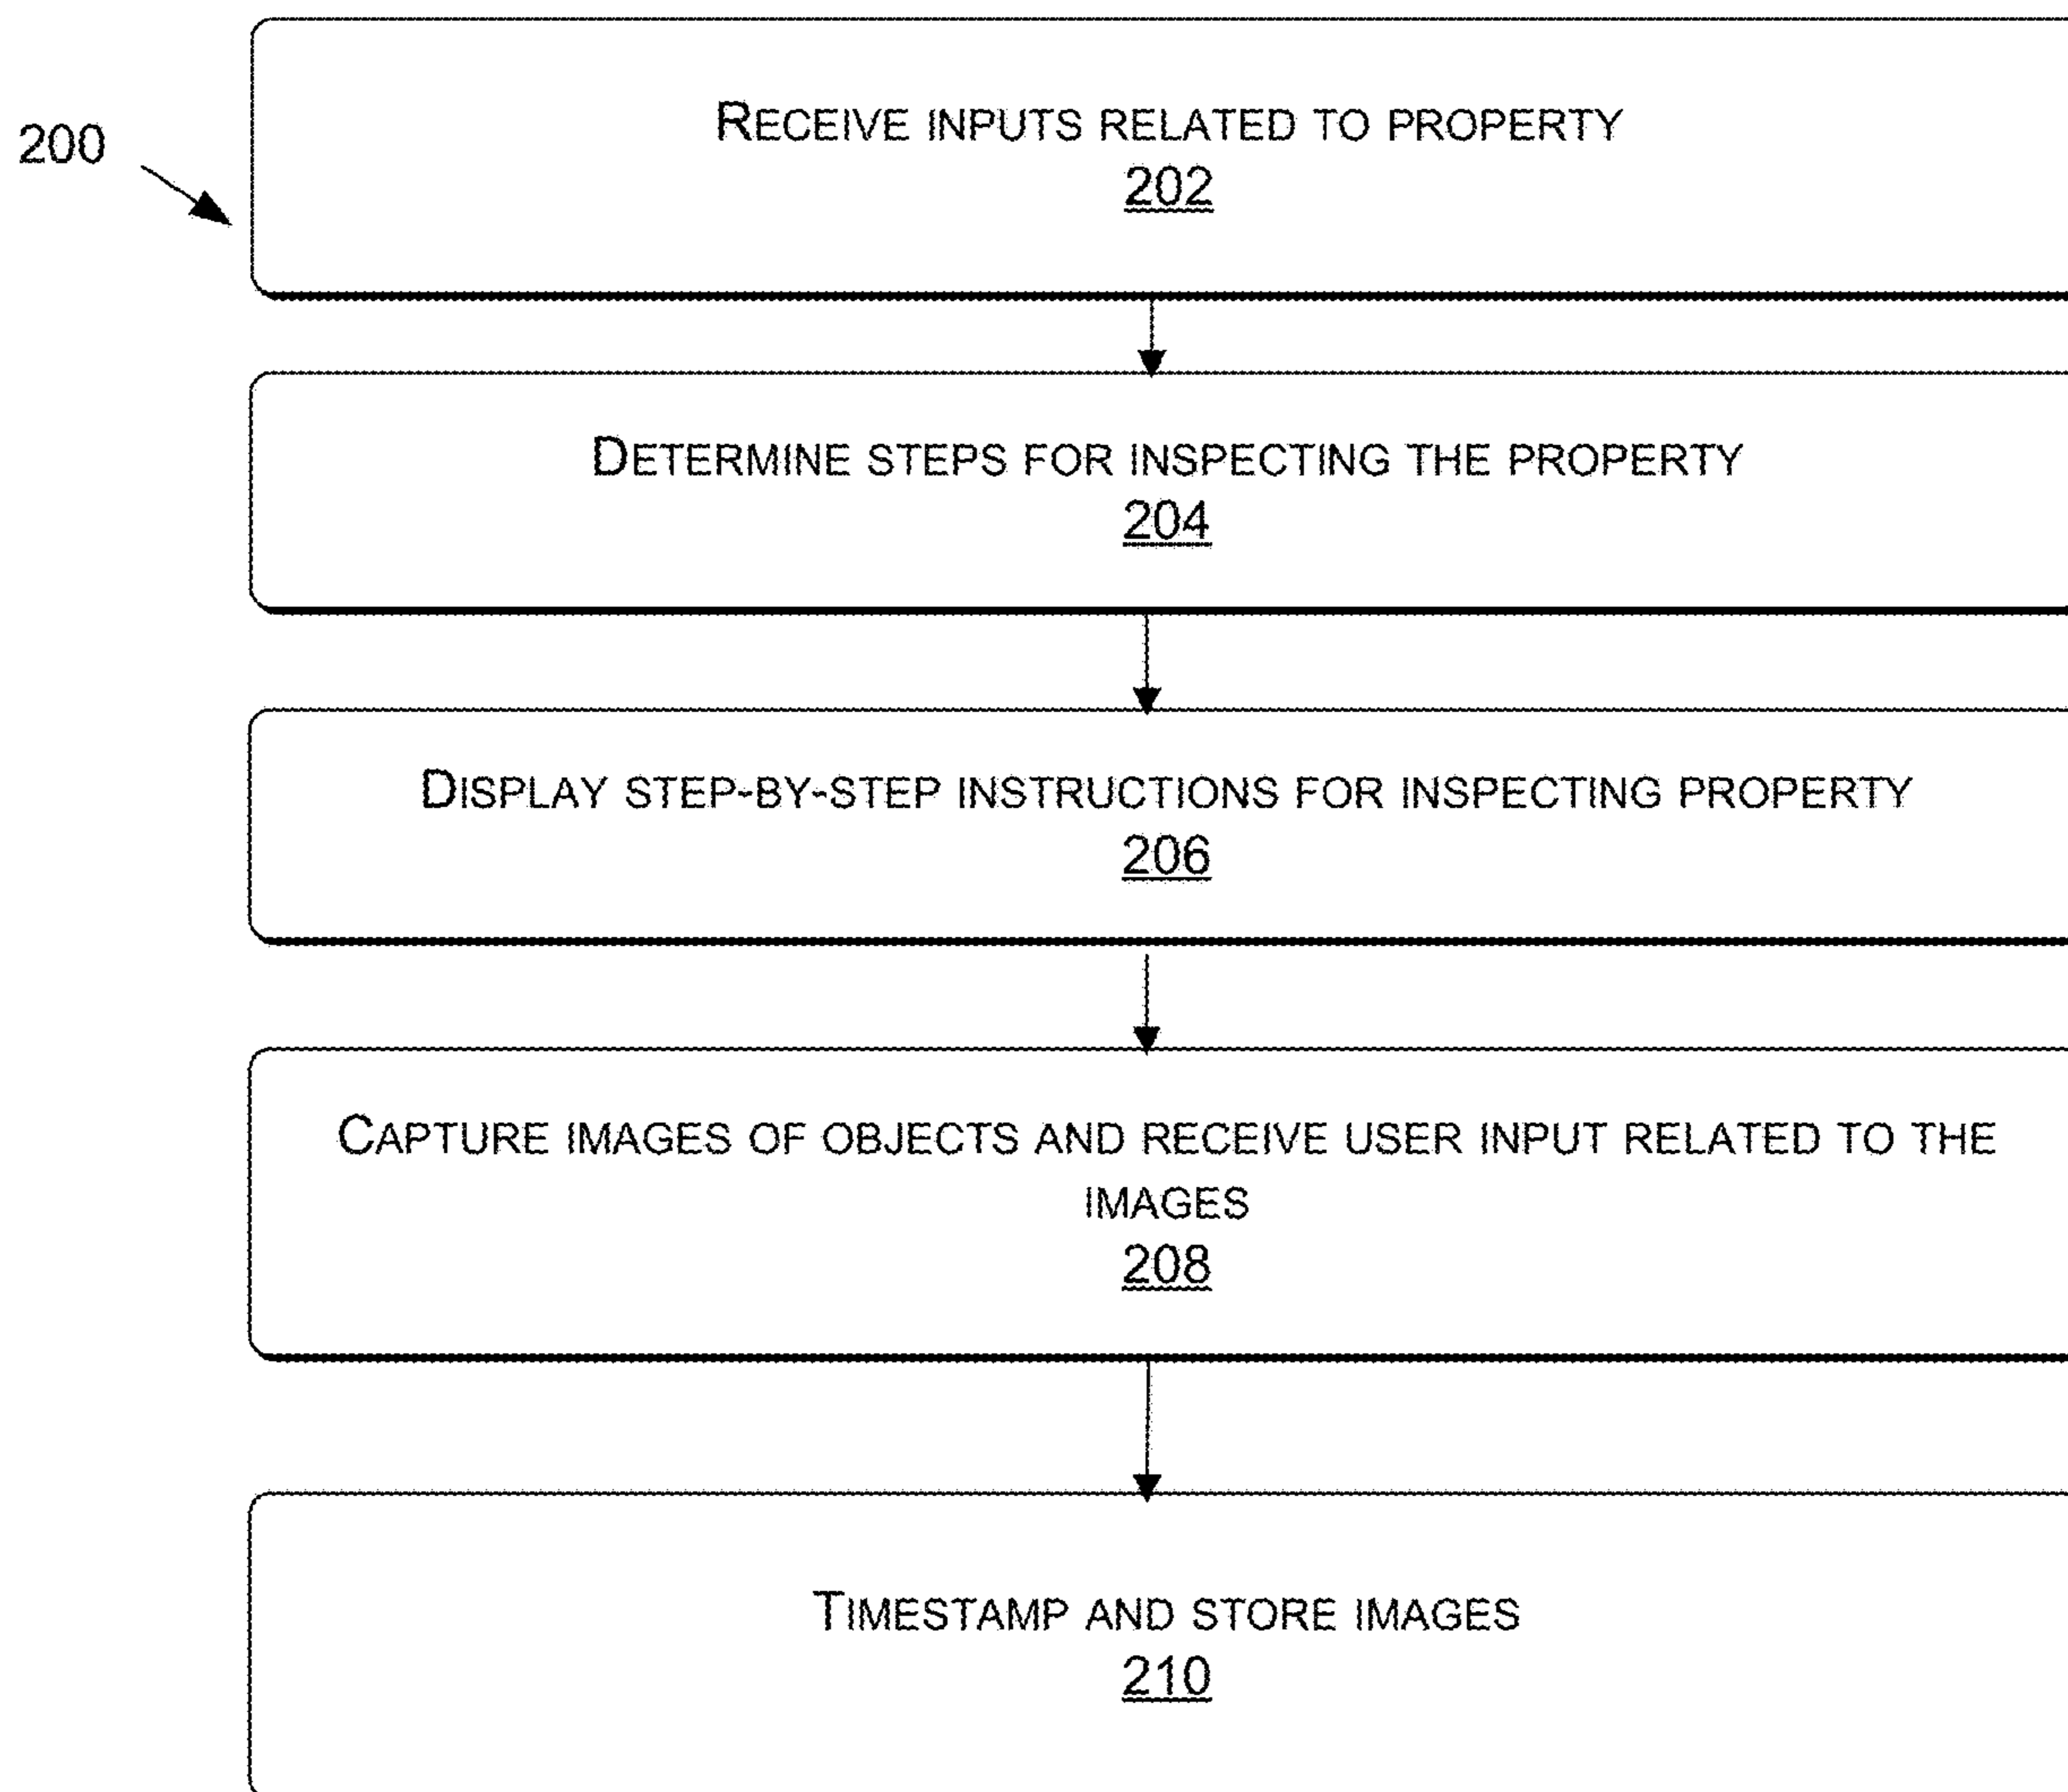 200
RECEIVE INPUTS RELATED TO PROPERTY
202
DETERMINE STEPS FOR INSPECTING THE PROPERTY
204
DISPLAY STEP-BY-STEP INSTRUCTIONS FOR INSPECTING PROPERTY
206
CAPTURE IMAGES OF OBJECTS AND RECEIVE USER INPUT RELATED TO THE
IMAGES
208
TIMESTAMP AND STORE IMAGES
210